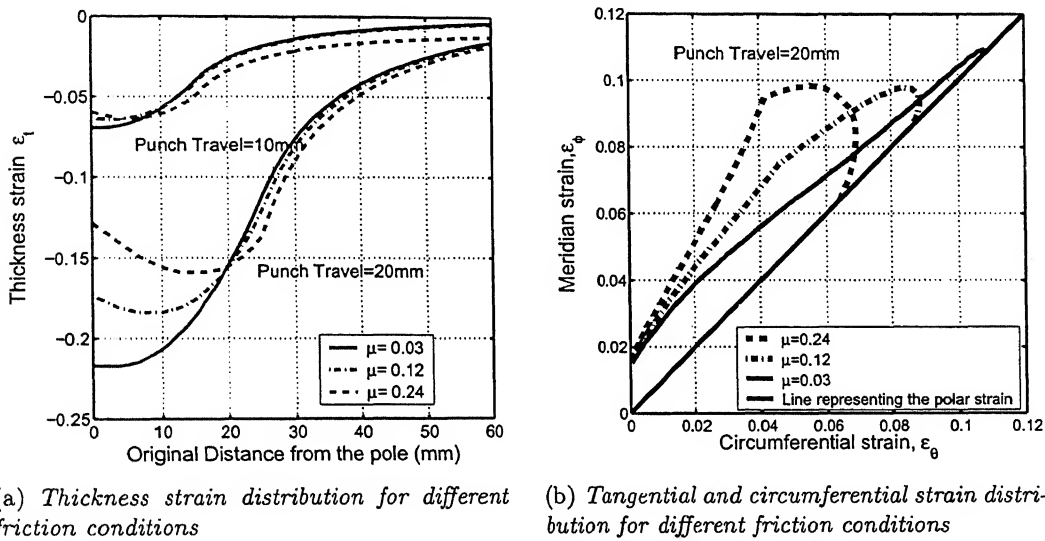 0
−0.05
−0.1
−0.15
−0.2
−0.25
Thickness strain ε_t
Punch Travel=10mm
Punch Travel=20mm
μ= 0.03
μ= 0.12
μ= 0.24
0 10 20 30 40 50 60
Original Distance from the pole (mm)
(a) Thickness strain distribution for different
friction conditions
0.12
0.1
0.08
0.06
0.04
0.02
0
Meridian strain,ε_ϕ
Punch Travel=20mm
μ=0.24
μ=0.12
μ=0.03
Line representing the polar strain
0 0.02 0.04 0.06 0.08 0.1 0.12
Circumferential strain, ε_θ
(b) Tangential and circumferential strain distri-
bution for different friction conditions